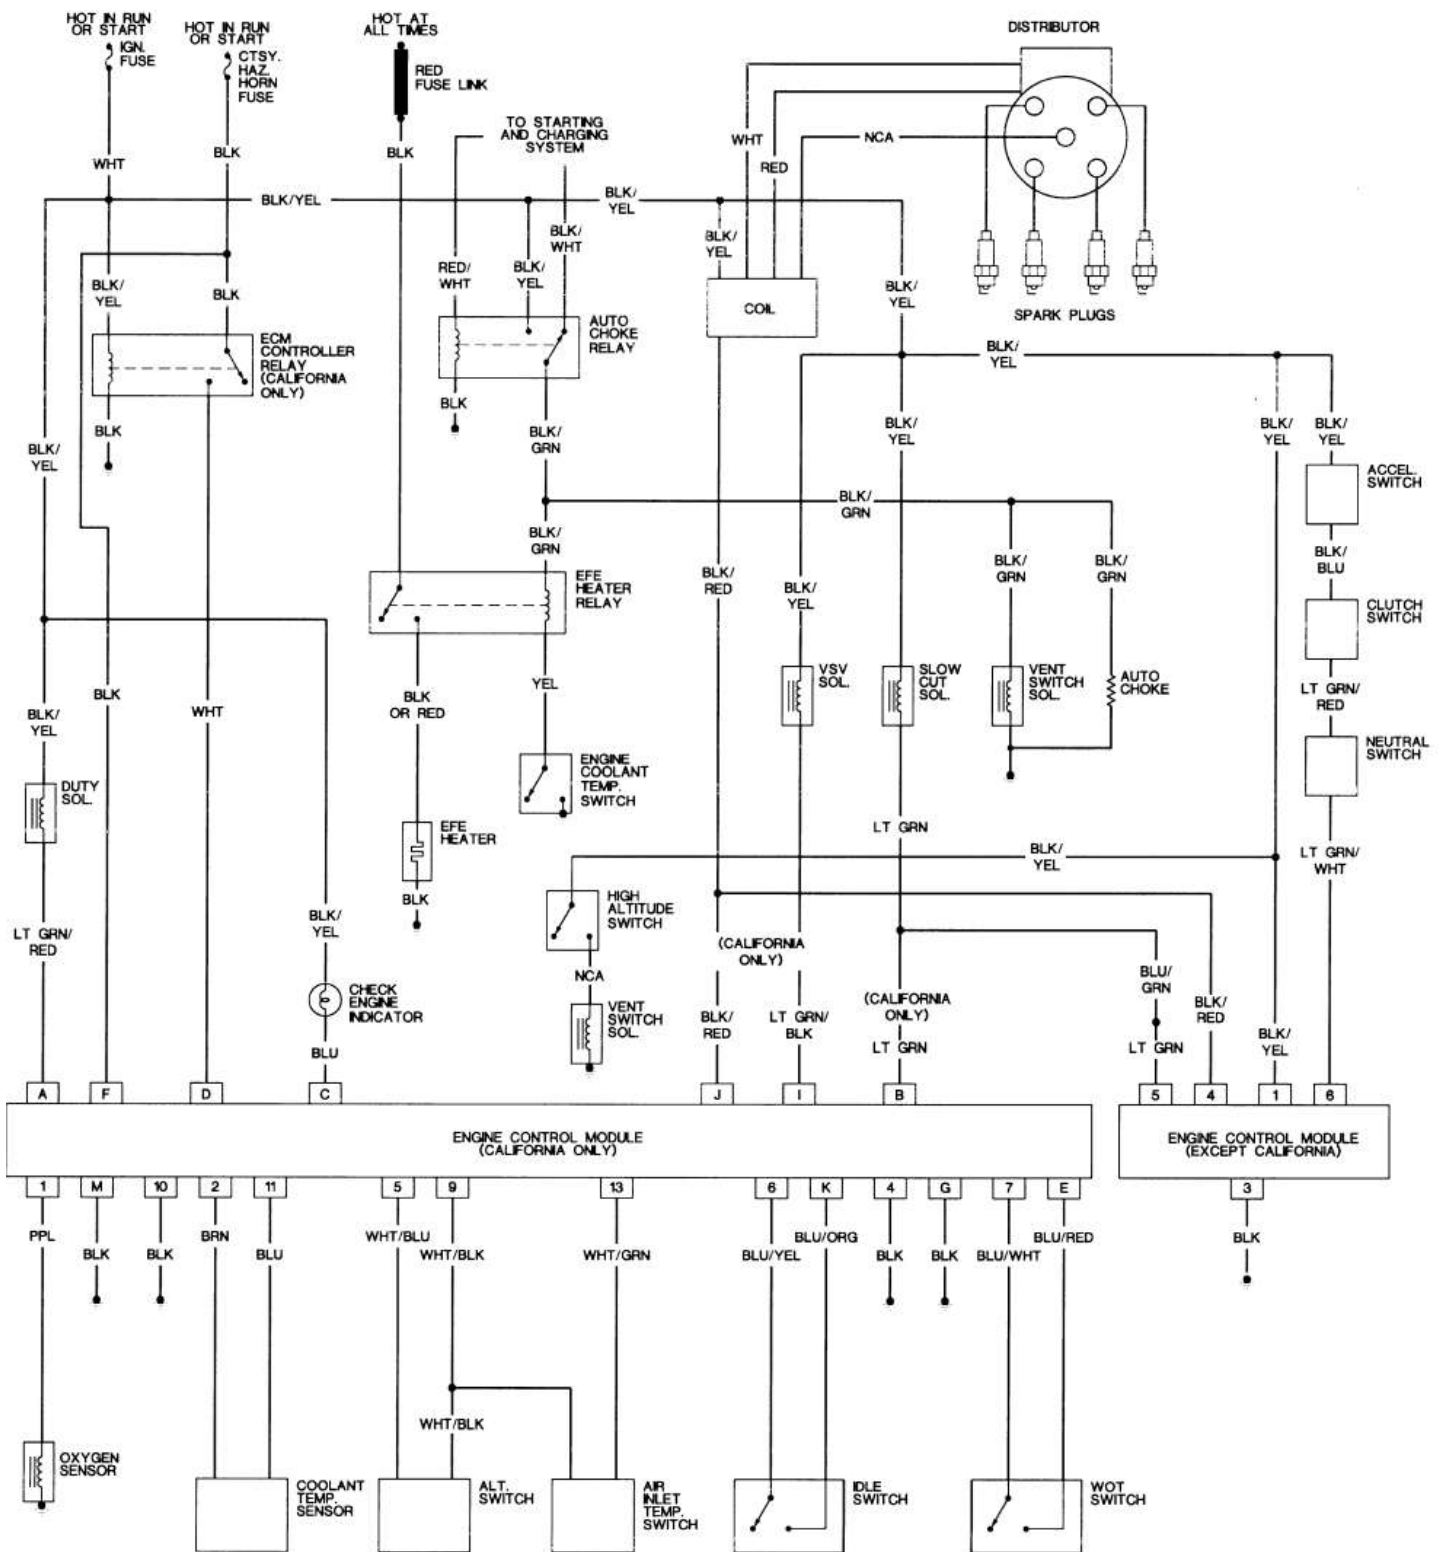 HOT IN RUN
OR START
IGN.
FUSE
HOT IN RUN
OR START
CTSY.
HAZ.
HORN
FUSE
HOT AT
ALL TIMES
RED
FUSE LINK
DISTRIBUTOR
TO STARTING
AND CHARGING
SYSTEM
WHT
BLK
BLK
WHT
RED
NCA
BLK/YEL
BLK/
YEL
BLK/
WHT
BLK/
YEL
RED/
WHT
BLK/
YEL
BLK/
YEL
BLK
BLK/
YEL
COIL
SPARK PLUGS
ECM
CONTROLLER
RELAY
(CALIFORNIA
ONLY)
AUTO
CHOKE
RELAY
BLK/
YEL
BLK
BLK
BLK/
GRN
BLK/
YEL
BLK/
YEL
BLK/
YEL
BLK/
YEL
ACCEL.
SWITCH
BLK/
GRN
BLK/
GRN
BLK/
BLU
BLK/
GRN
BLK/
GRN
BLK/
RED
BLK/
YEL
EFE
HEATER
RELAY
CLUTCH
SWITCH
VSV
SOL.
SLOW
CUT
SOL.
VENT
SWITCH
SOL.
AUTO
CHOKE
LT GRN/
RED
BLK
WHT
BLK
OR RED
YEL
BLK/
YEL
NEUTRAL
SWITCH
DUTY
SOL.
ENGINE
COOLANT
TEMP.
SWITCH
EFE
HEATER
LT GRN
BLK/
YEL
LT GRN/
WHT
BLK
HIGH
ALTITUDE
SWITCH
BLK/
YEL
LT GRN/
RED
(CALIFORNIA
ONLY)
NCA
BLU/
GRN
CHECK
ENGINE
INDICATOR
VENT
SWITCH
SOL.
(CALIFORNIA
ONLY)
BLK/
RED
BLK/
RED
LT GRN/
BLK
BLK/
YEL
BLU
LT GRN
LT GRN
A
F
D
C
J
I
B
5
4
1
6
ENGINE CONTROL MODULE
(CALIFORNIA ONLY)
ENGINE CONTROL MODULE
(EXCEPT CALIFORNIA)
1
M
10
2
11
5
9
13
6
K
4
G
7
E
3
PPL
BLK
BLK
BRN
BLU
WHT/BLU
WHT/BLK
WHT/GRN
BLU/YEL
BLU/ORG
BLK
BLK
BLU/WHT
BLU/RED
BLK
WHT/BLK
OXYGEN
SENSOR
COOLANT
TEMP.
SENSOR
ALT.
SWITCH
AIR
INLET
TEMP.
SWITCH
IDLE
SWITCH
WOT
SWITCH